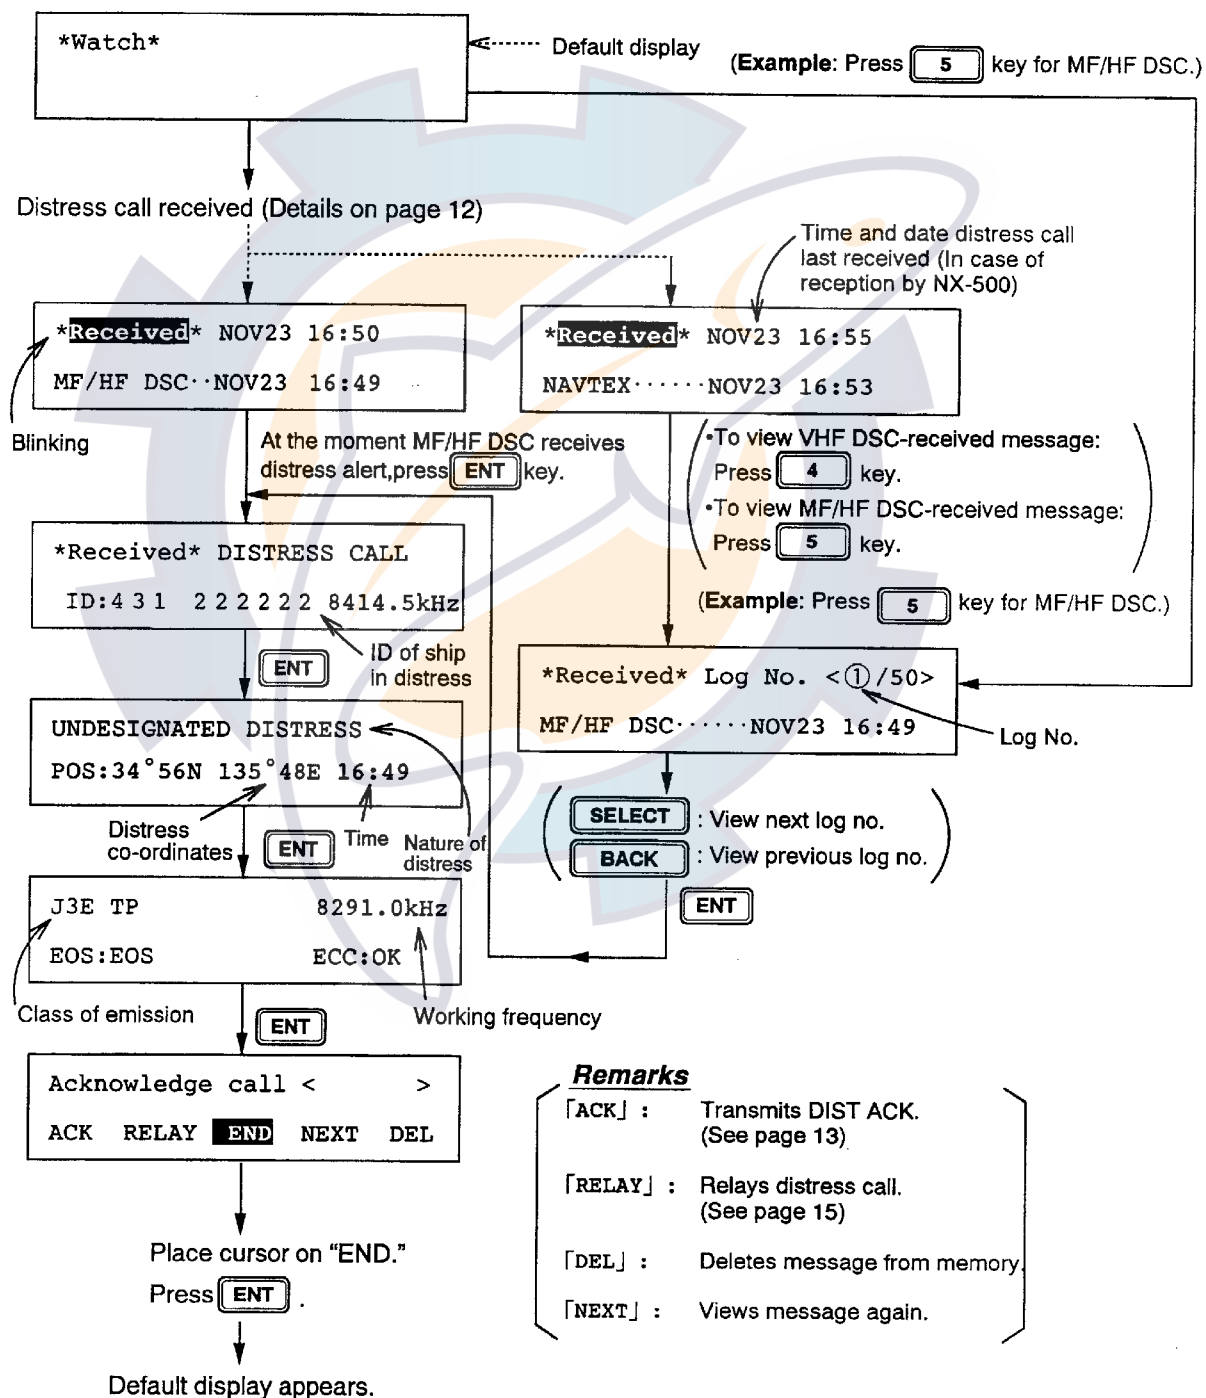 *Watch*
Default display
(Example: Press 5 key for MF/HF DSC.)
Distress call received (Details on page 12)
Time and date distress call
last received (In case of
reception by NX-500)
*Received* NOV23 16:50
MF/HF DSC··NOV23 16:49
*Received* NOV23 16:55
NAVTEX······NOV23 16:53
Blinking
At the moment MF/HF DSC receives
distress alert,press ENT key.
•To view VHF DSC-received message:
Press 4 key.
•To view MF/HF DSC-received message:
Press 5 key.
(Example: Press 5 key for MF/HF DSC.)
*Received* DISTRESS CALL
ID:431 222222 8414.5kHz
ENT
ID of ship
in distress
*Received* Log No. <①/50>
MF/HF DSC······NOV23 16:49
Log No.
UNDESIGNATED DISTRESS
POS:34°56N 135°48E 16:49
Distress
co-ordinates
ENT
Time
Nature of
distress
SELECT : View next log no.
BACK : View previous log no.
ENT
J3E TP 8291.0kHz
EOS:EOS ECC:OK
Class of emission
ENT
Working frequency
Acknowledge call < >
ACK RELAY END NEXT DEL
Place cursor on “END.”
Press ENT .
Default display appears.
Remarks
｢ACK｣ : Transmits DIST ACK.
(See page 13)
｢RELAY｣ : Relays distress call.
(See page 15)
｢DEL｣ : Deletes message from memory.
｢NEXT｣ : Views message again.